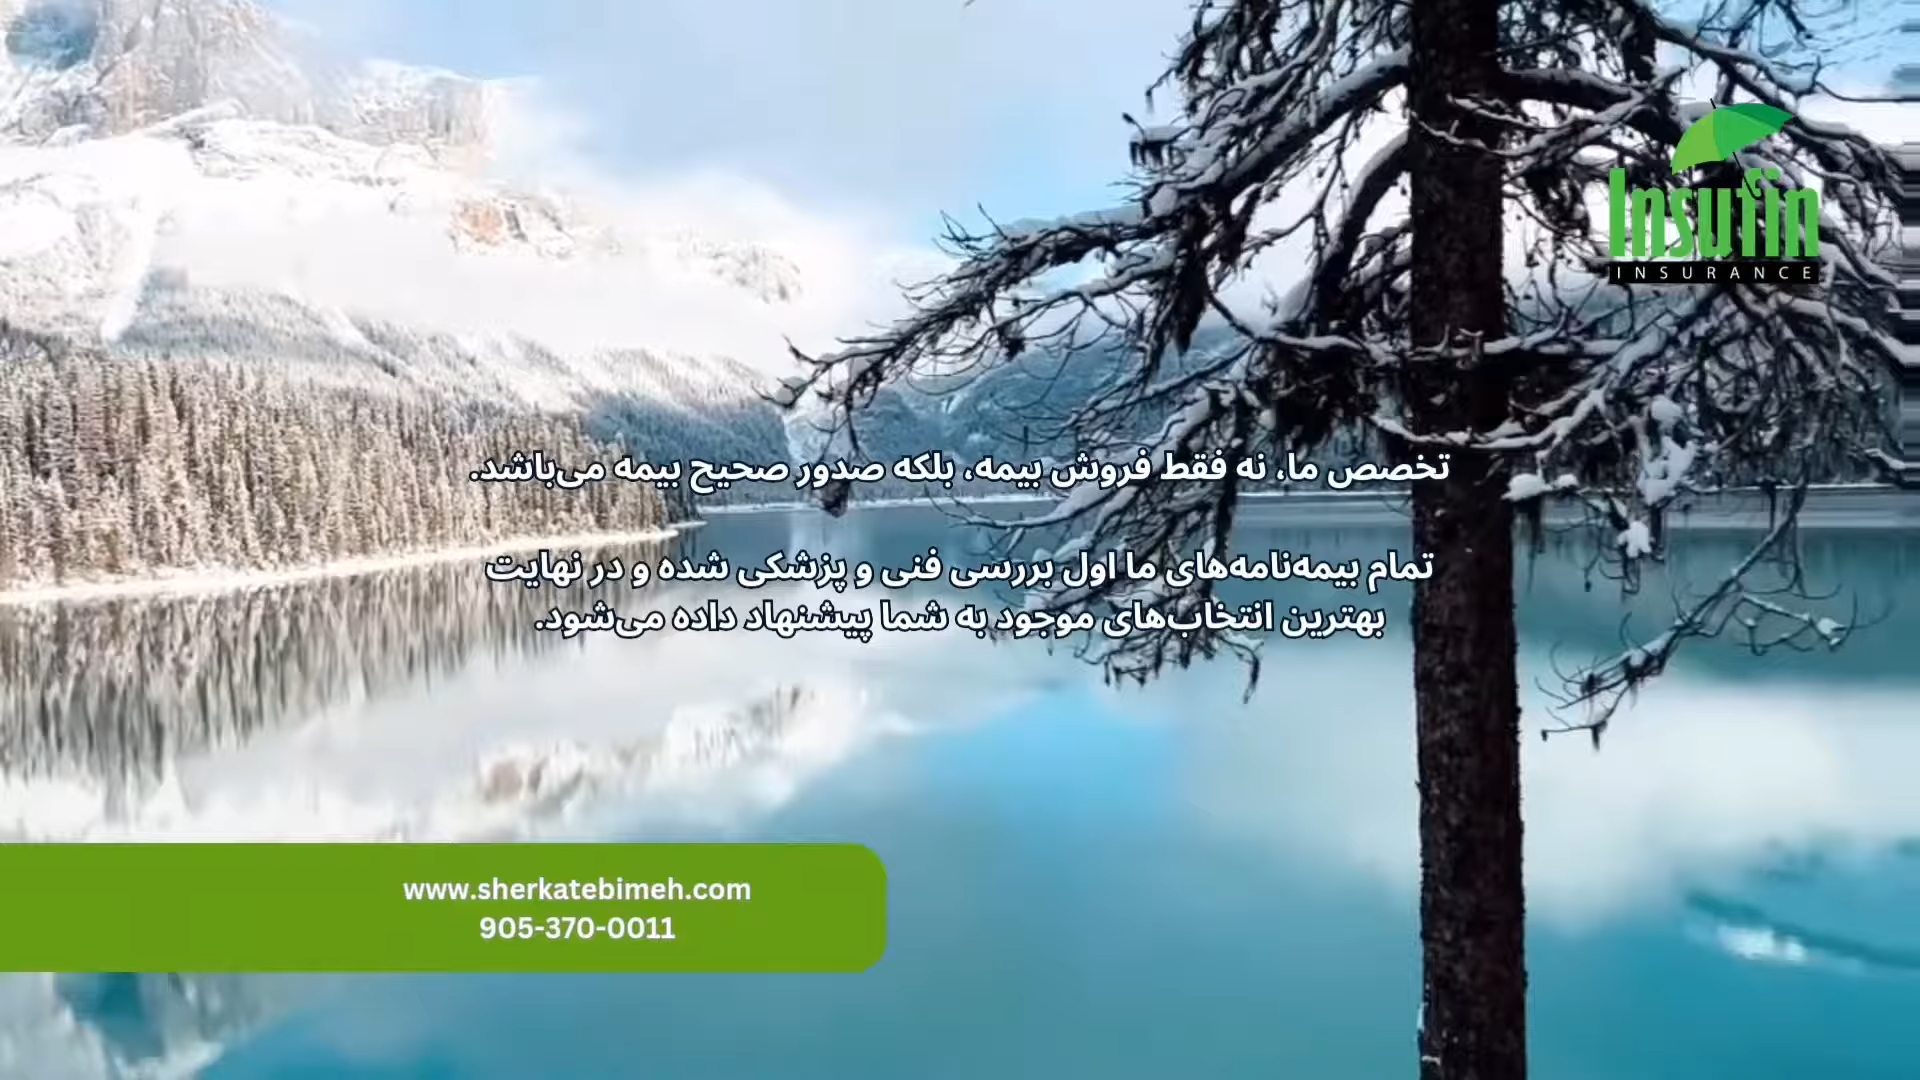 Insufin
INSURANCE
تخصص ما، نه فقط فروش بیمه، بلکه صدور صحیح بیمه می‌باشد.
تمام بیمه‌نامه‌های ما اول بررسی فنی و پزشکی شده و در نهایت
بهترین انتخاب‌های موجود به شما پیشنهاد داده می‌شود.
www.sherkatebimeh.com
905-370-0011